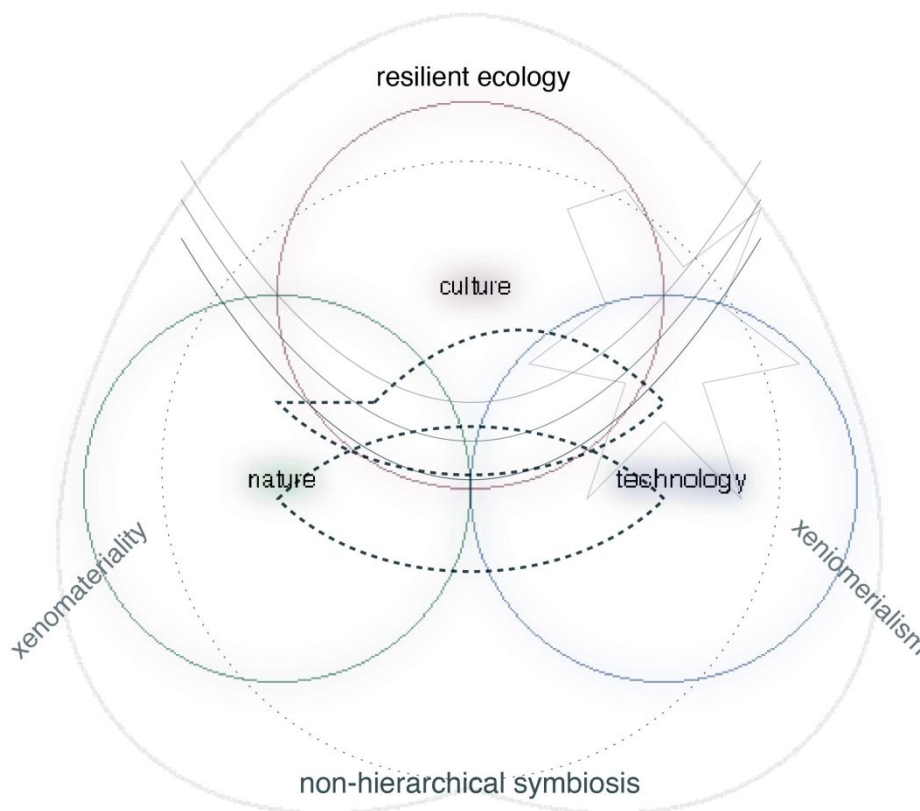 resilient ecology
culture
nature
technology
xenomateriality
xeniomerialism
non-hierarchical symbiosis